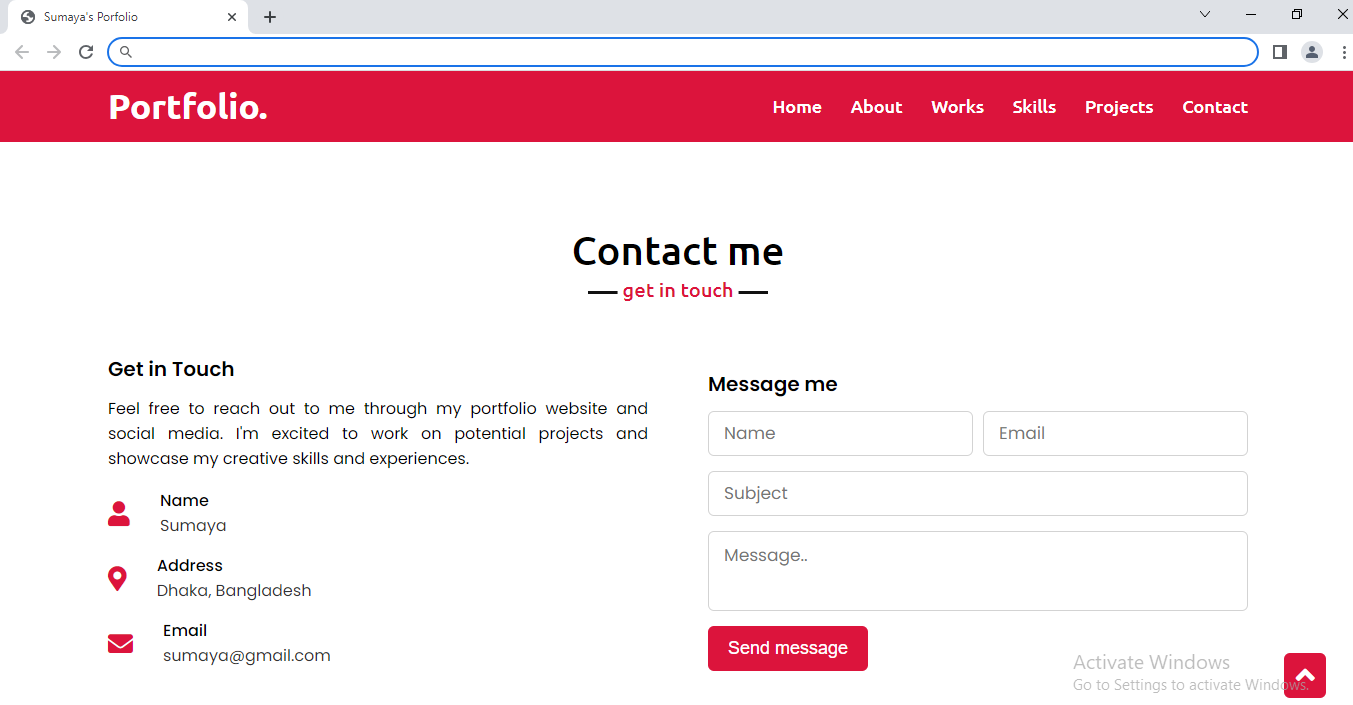 Sumaya's Porfolio
Portfolio.
Home About Works Skills Projects Contact
Contact me
get in touch
Get in Touch
Feel free to reach out to me through my portfolio website and
social media. I'm excited to work on potential projects and
showcase my creative skills and experiences.
Name
Sumaya
Address
Dhaka, Bangladesh
Email
sumaya@gmail.com
Message me
Name Email
Subject
Message..
Send message
Activate Windows
Go to Settings to activate Windows.